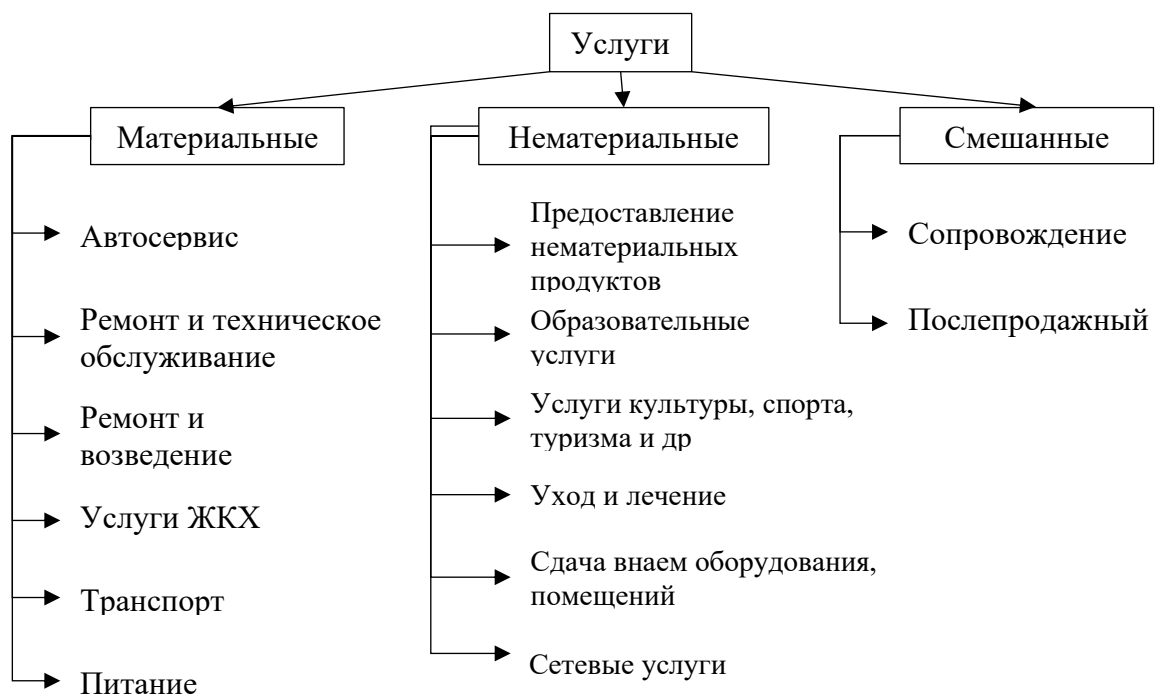 Услуги
Материальные
Нематериальные
Смешанные
Автосервис
Ремонт и техническое
обслуживание
Ремонт и
возведение
Услуги ЖКХ
Транспорт
Питание
Предоставление
нематериальных
продуктов
Образовательные
услуги
Услуги культуры, спорта,
туризма и др
Уход и лечение
Сдача внаем оборудования,
помещений
Сетевые услуги
Сопровождение
Послепродажный